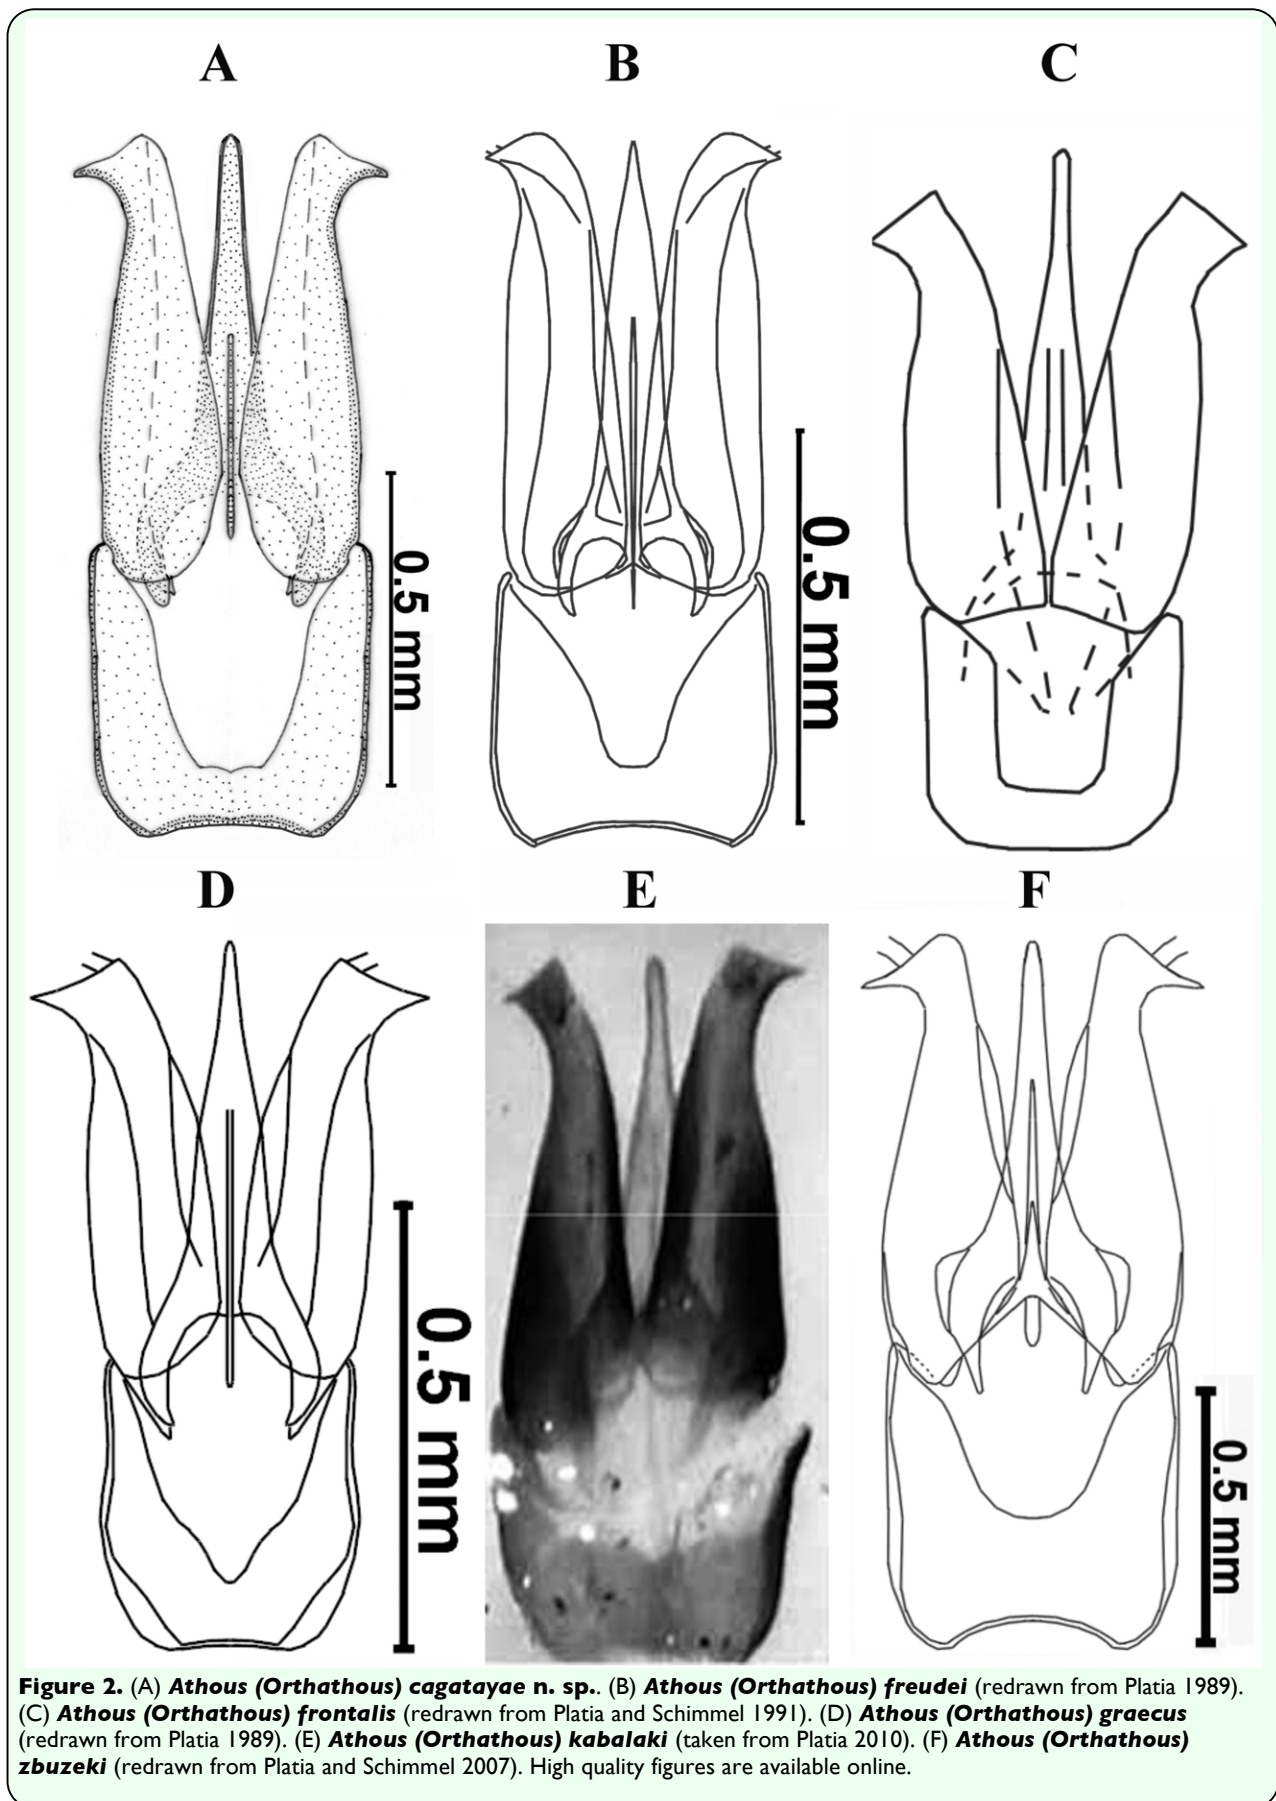 A
B
C
0.5 mm
0.5 mm
D
E
F
0.5 mm
0.5 mm
Figure 2. (A) Athous (Orthathous) cagatayae n. sp.. (B) Athous (Orthathous) freudei (redrawn from Platia 1989).
(C) Athous (Orthathous) frontalis (redrawn from Platia and Schimmel 1991). (D) Athous (Orthathous) graecus
(redrawn from Platia 1989). (E) Athous (Orthathous) kabalaki (taken from Platia 2010). (F) Athous (Orthathous)
zbuzeki (redrawn from Platia and Schimmel 2007). High quality figures are available online.